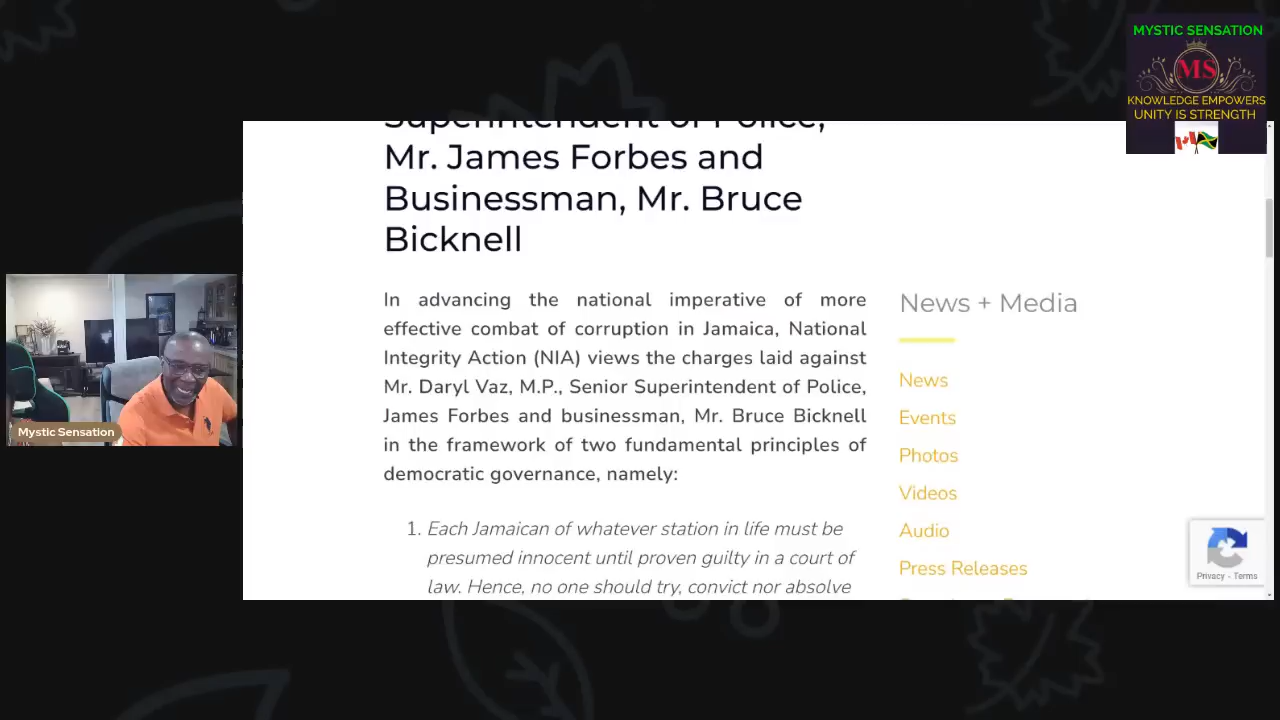 MYSTIC SENSATION
MS
KNOWLEDGE EMPOWERS
UNITY IS STRENGTH
Superintendent of Police,
Mr. James Forbes and
Businessman, Mr. Bruce
Bicknell
In advancing the national imperative of more
effective combat of corruption in Jamaica, National
Integrity Action (NIA) views the charges laid against
Mr. Daryl Vaz, M.P., Senior Superintendent of Police,
James Forbes and businessman, Mr. Bruce Bicknell
in the framework of two fundamental principles of
democratic governance, namely:
1. Each Jamaican of whatever station in life must be
presumed innocent until proven guilty in a court of
law. Hence, no one should try, convict nor absolve
News + Media
News
Events
Photos
Videos
Audio
Press Releases
Privacy - Terms
Mystic Sensation